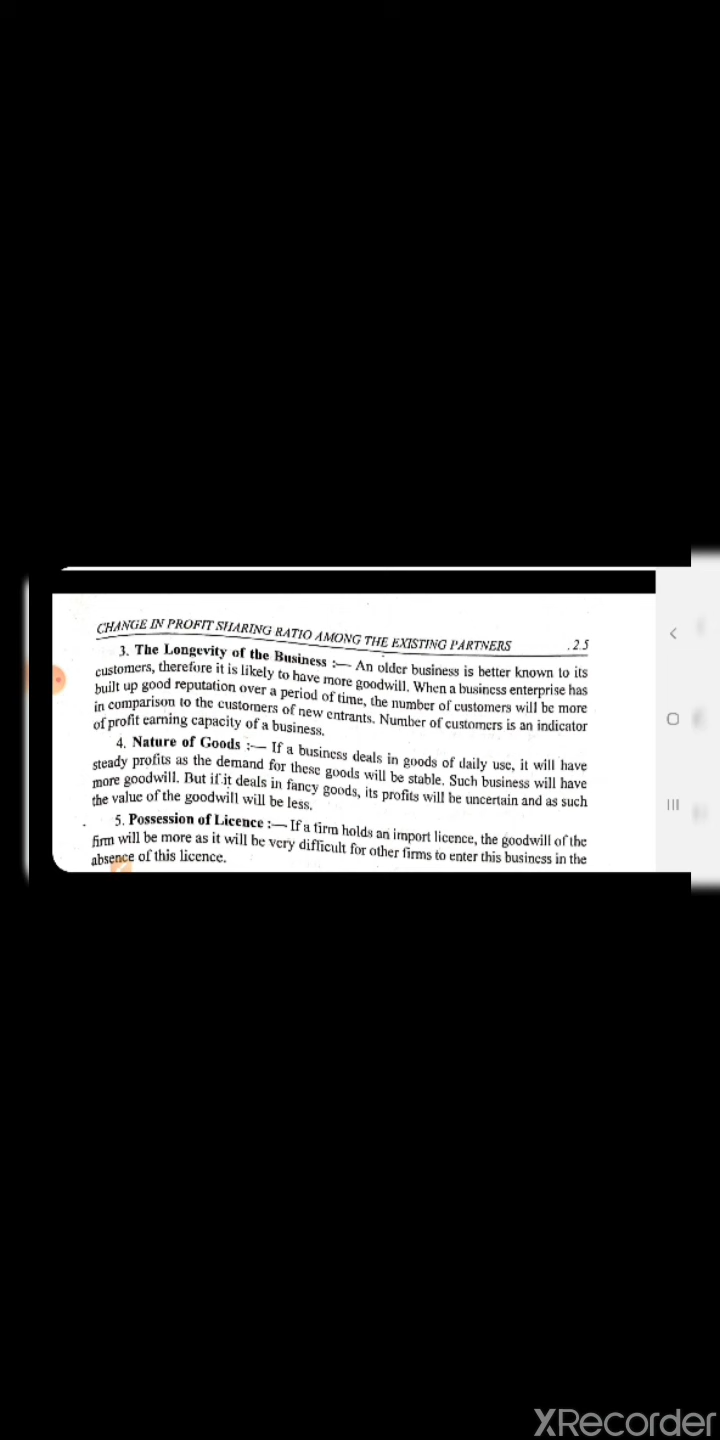 CHANGE IN PROFIT SHARING RATIO AMONG THE EXISTING PARTNERS .2.5
3. The Longevity of the Business :— An older business is better known to its
customers, therefore it is likely to have more goodwill. When a business enterprise has
built up good reputation over a period of time, the number of customers will be more
in comparison to the customers of new entrants. Number of customers is an indicator
of profit earning capacity of a business.
4. Nature of Goods :— If a business deals in goods of daily use, it will have
steady profits as the demand for these goods will be stable. Such business will have
more goodwill. But if it deals in fancy goods, its profits will be uncertain and as such
the value of the goodwill will be less.
5. Possession of Licence :— If a firm holds an import licence, the goodwill of the
firm will be more as it will be very difficult for other firms to enter this business in the
absence of this licence.
XRecorder